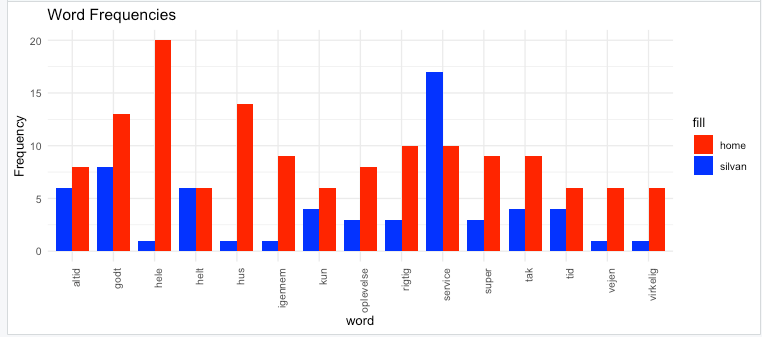 Word Frequencies
20
15
10
5
0
Frequency
altid
godt
hele
helt
hus
igennem
kun
oplevelse
rigtig
service
super
tak
tid
vejen
virkelig
word
fill
home
silvan